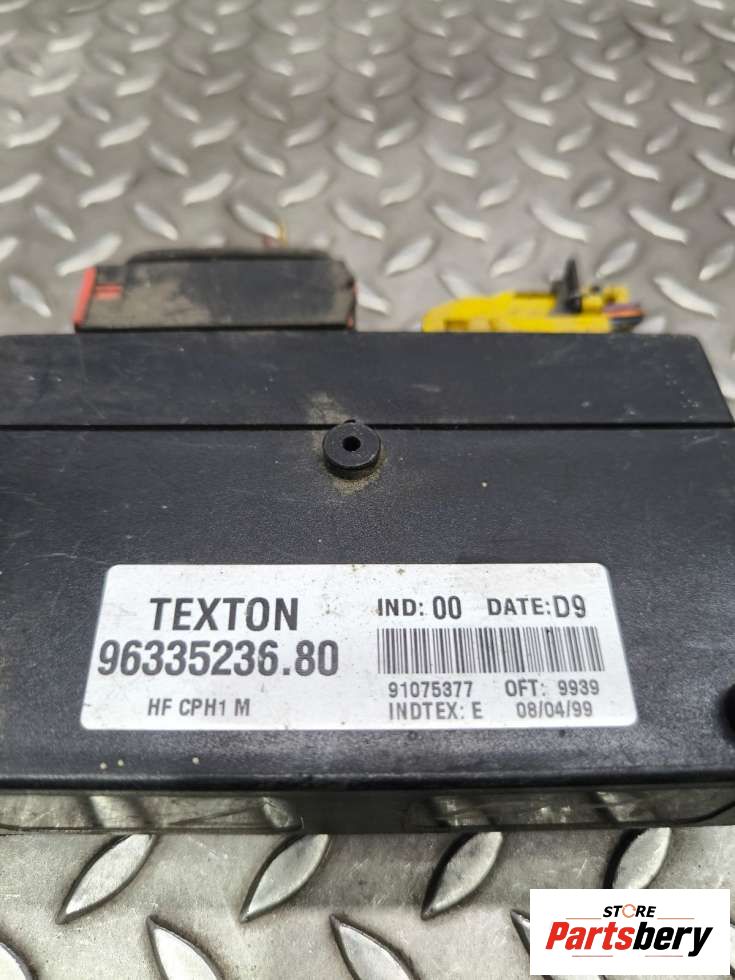 TEXTON
96335236.80
HF CPH1 M
IND: 00 DATE: D9
91075377 OFT: 9939
INDTEX: E 08/04/99
STORE
Partsbery